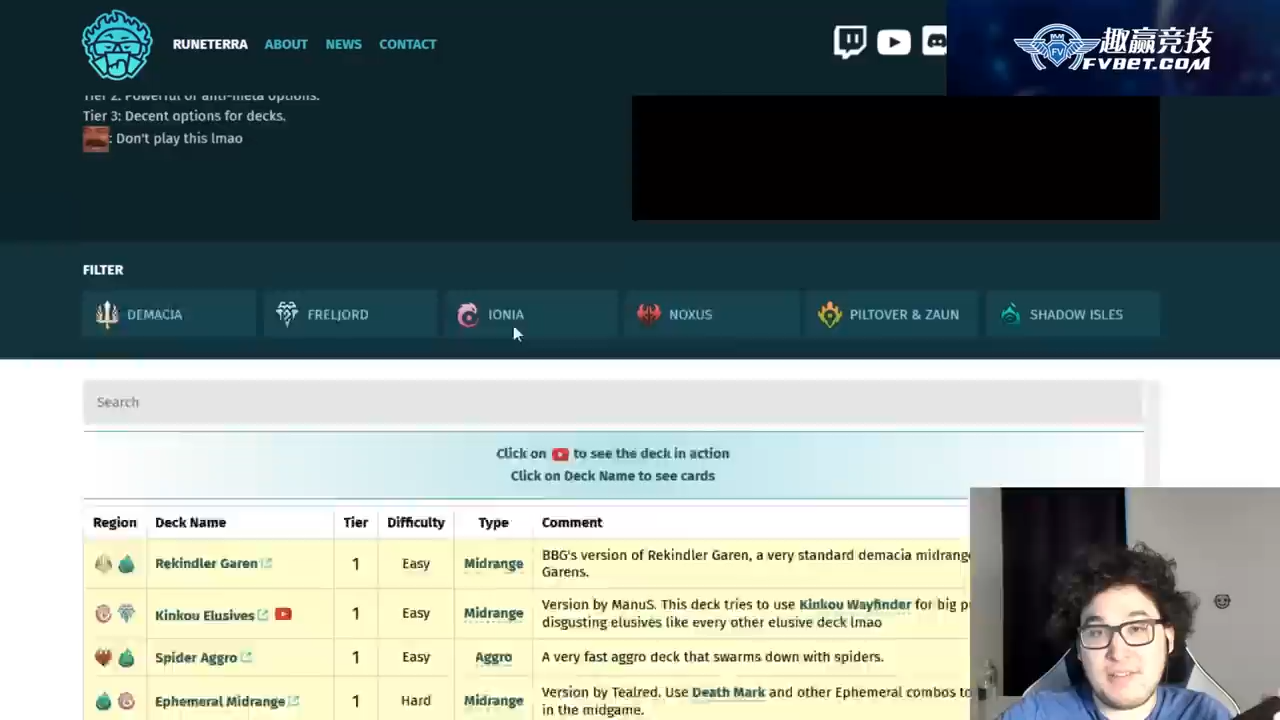 RUNETERRA ABOUT NEWS CONTACT
趣赢竞技
FVBET.COM
Tier 2: Powerful or anti-meta options.
Tier 3: Decent options for decks.
: Don't play this lmao
FILTER
DEMACIA FRELJORD IONIA NOXUS PILTOVER & ZAUN SHADOW ISLES
Search
Click on to see the deck in action
Click on Deck Name to see cards
Region Deck Name Tier Difficulty Type Comment
Rekindler Garen 1 Easy Midrange BBG's version of Rekindler Garen, a very standard demacia midrange
Garens.
Kinkou Elusives 1 Easy Midrange Version by ManuS. This deck tries to use Kinkou Wayfinder for big
disgusting elusives like every other elusive deck lmao
Spider Aggro 1 Easy Aggro A very fast aggro deck that swarms down with spiders.
Ephemeral Midrange 1 Hard Midrange Version by Tealred. Use Death Mark and other Ephemeral combos to
in the midgame.